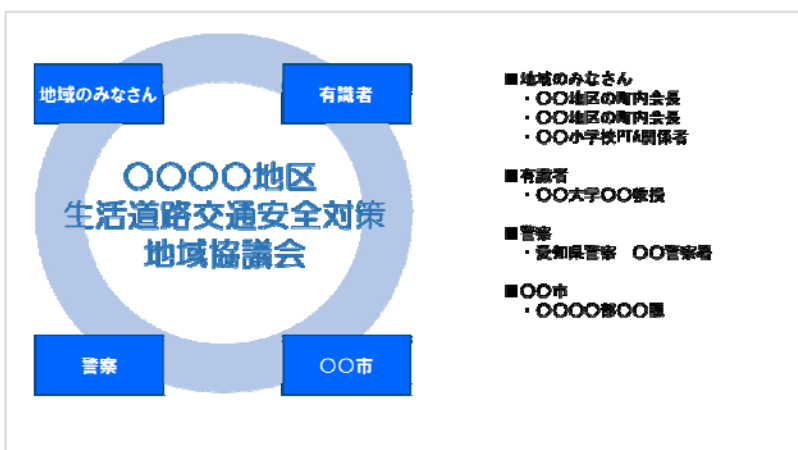 地域のみなさん
有識者
〇〇〇〇地区
生活道路交通安全対策
地域協議会
警察
〇〇市
■地域のみなさん
・〇〇地区の町内会長
・〇〇地区の町内会長
・〇〇小学校PTA関係者
■有識者
・〇〇大学〇〇教授
■警察
・愛知県警察　〇〇警察署
■〇〇市
・〇〇〇〇部〇〇課